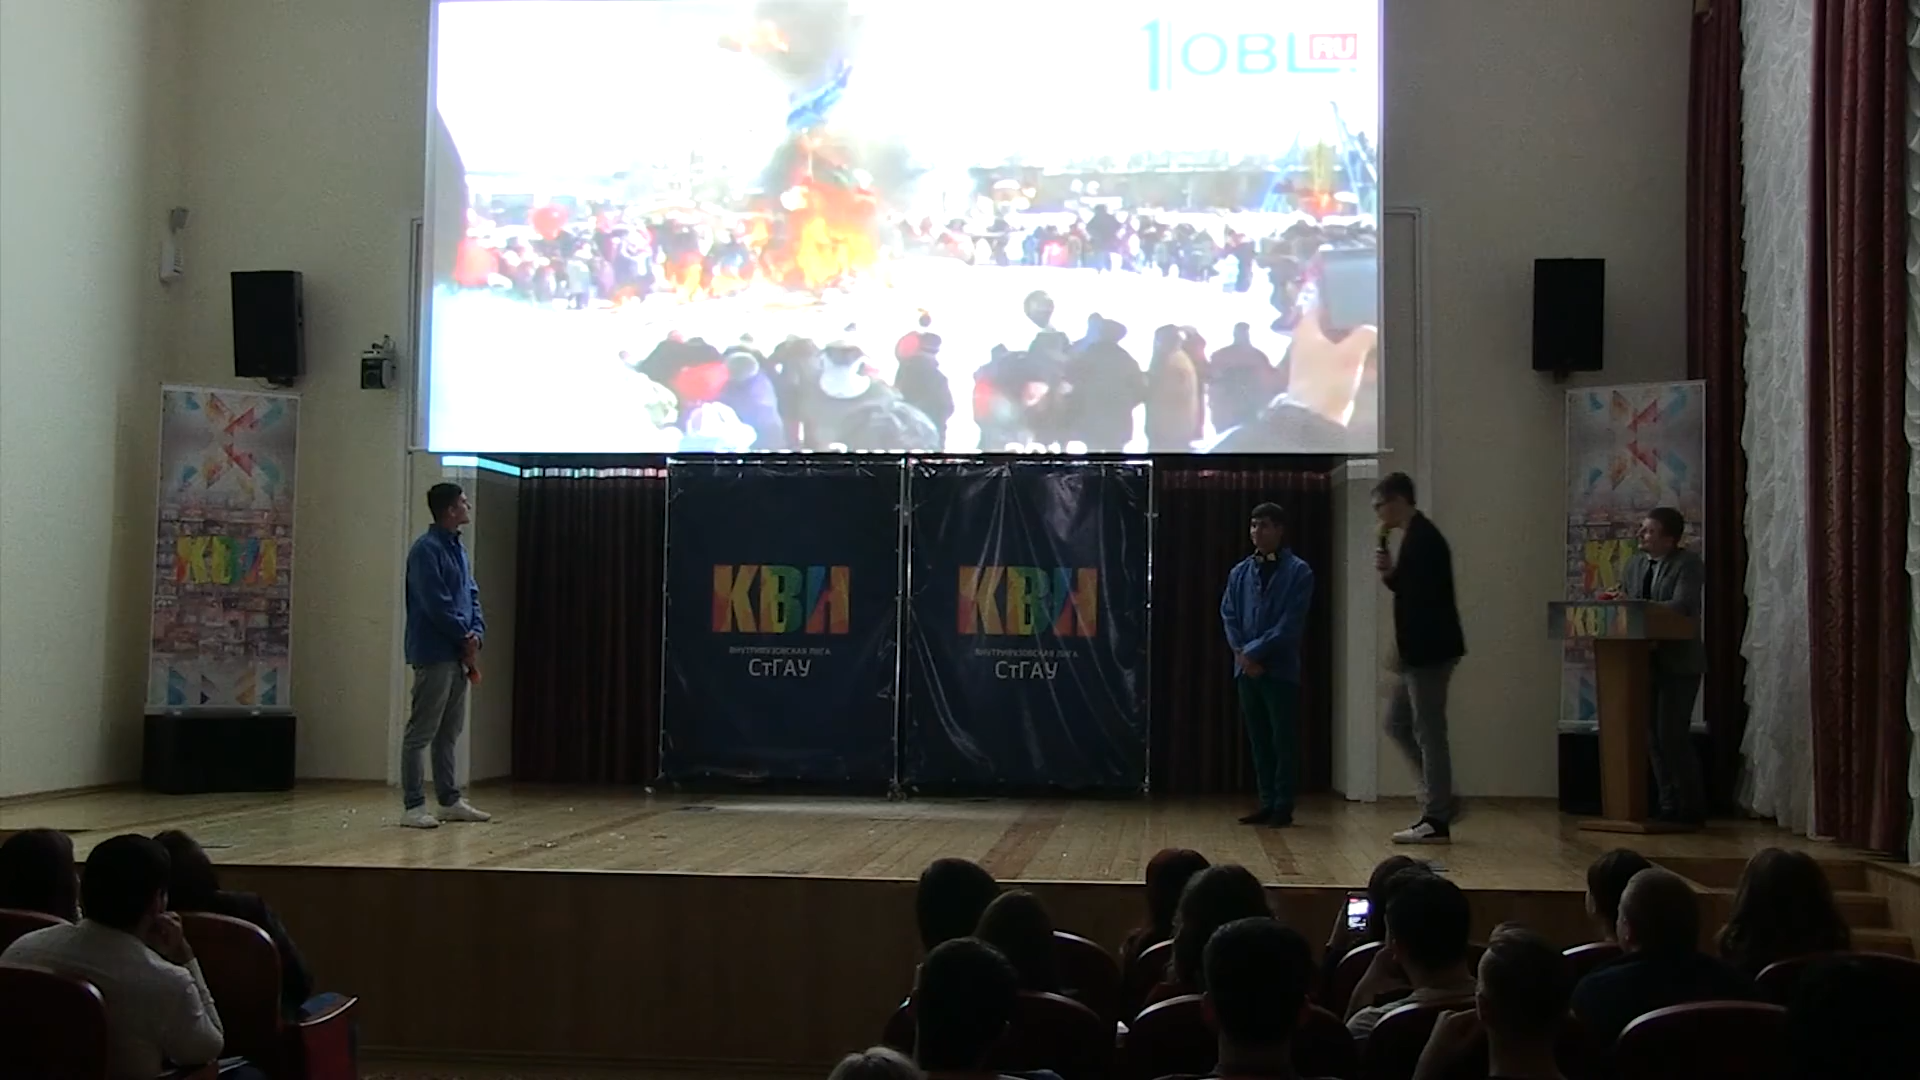 1OBL.RU
КВН
КВН
ВНУТРИВУЗОВСКАЯ ЛИГА
СтГАУ
КВН
ВНУТРИВУЗОВСКАЯ ЛИГА
СтГАУ
КВН
КВН